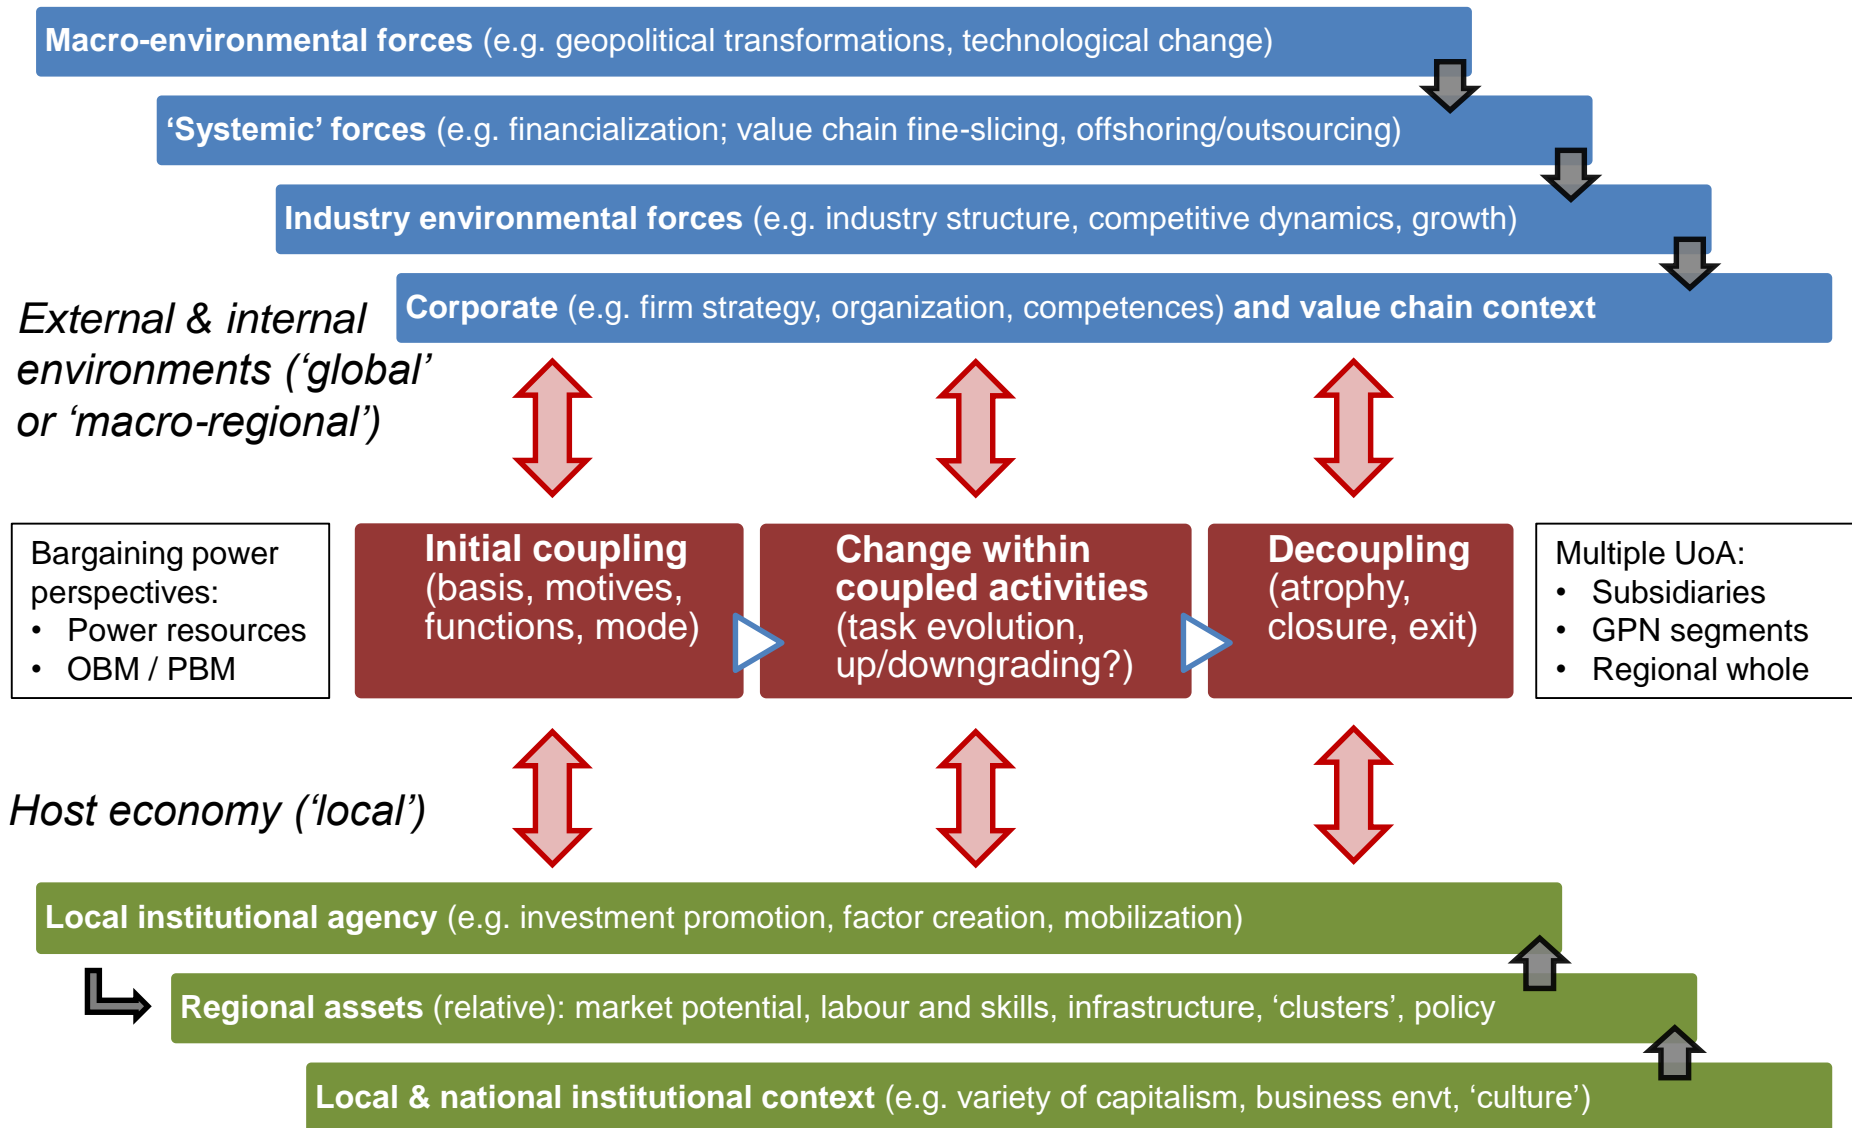 Macro-environmental forces (e.g. geopolitical transformations, technological change)
‘Systemic’ forces (e.g. financialization; value chain fine-slicing, offshoring/outsourcing)
Industry environmental forces (e.g. industry structure, competitive dynamics, growth)
Corporate (e.g. firm strategy, organization, competences) and value chain context
External & internal
environments (‘global’
or ‘macro-regional’)
Bargaining power
perspectives:
• Power resources
• OBM / PBM
Initial coupling
(basis, motives,
functions, mode)
Change within
coupled activities
(task evolution,
up/downgrading?)
Decoupling
(atrophy,
closure, exit)
Multiple UoA:
• Subsidiaries
• GPN segments
• Regional whole
Host economy (‘local’)
Local institutional agency (e.g. investment promotion, factor creation, mobilization)
Regional assets (relative): market potential, labour and skills, infrastructure, ‘clusters’, policy
Local & national institutional context (e.g. variety of capitalism, business envt, ‘culture’)